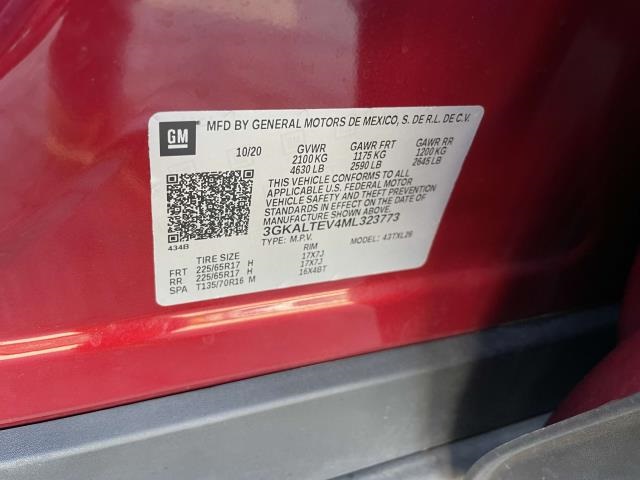 GM
MFD BY GENERAL MOTORS DE MEXICO, S. DE R.L. DE C.V.
10/20 GVWR GAWR FRT GAWR RR
2100 KG 1175 KG 1200 KG
4630 LB 2590 LB 2645 LB
THIS VEHICLE CONFORMS TO ALL
APPLICABLE U.S. FEDERAL MOTOR
VEHICLE SAFETY AND THEFT PREVENTION
STANDARDS IN EFFECT ON THE DATE OF
MANUFACTURE SHOWN ABOVE.
3GKALTEV4ML323773
434B TYPE: M.P.V. MODEL: 43TXL26
TIRE SIZE RIM
FRT 225/65R17 H 17X7J
RR 225/65R17 H 17X7J
SPA T135/70R16 M 16X4BT